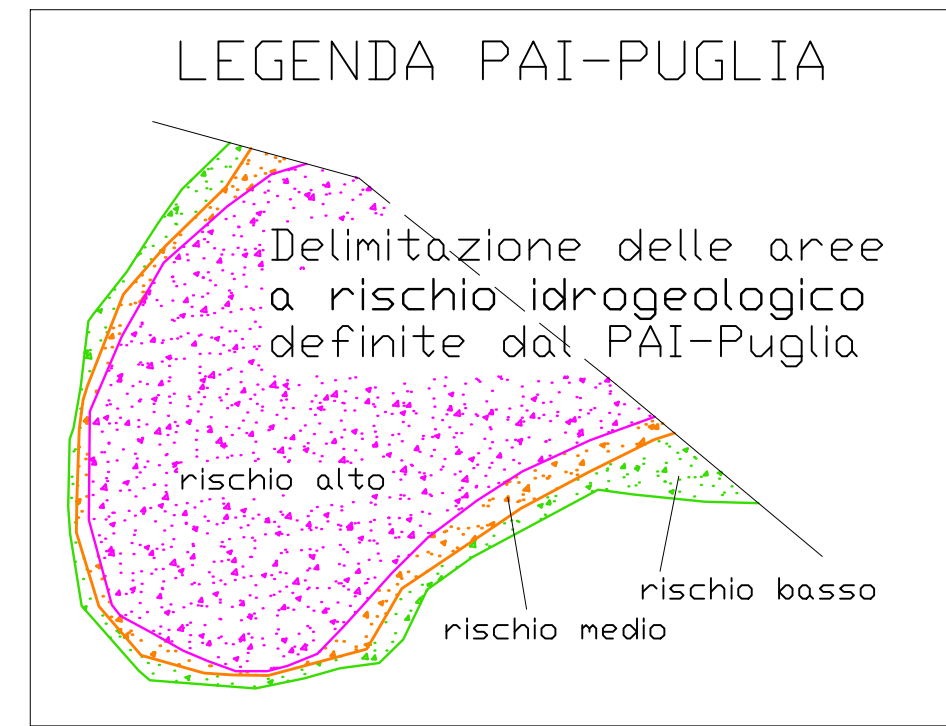 LEGENDA PAI-PUGLIA
Delimitazione delle aree
a rischio idrogeologico
definite dal PAI-Puglia
rischio alto
rischio basso
rischio medio